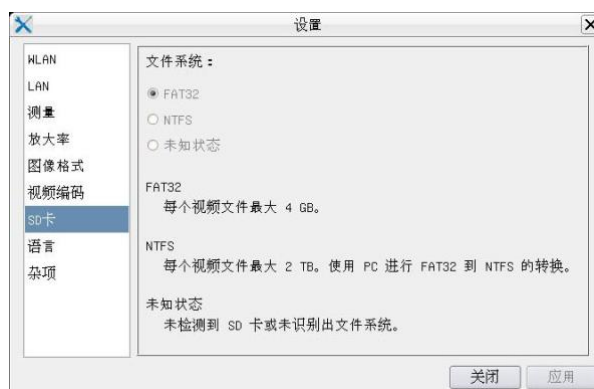 设置
WLAN
LAN
测量
放大率
图像格式
视频编码
SD卡
语言
杂项
文件系统：
FAT32
NTFS
未知状态
FAT32
每个视频文件最大 4 GB。
NTFS
每个视频文件最大 2 TB。使用 PC 进行 FAT32 到 NTFS 的转换。
未知状态
未检测到 SD 卡或未识别出文件系统。
关闭
应用